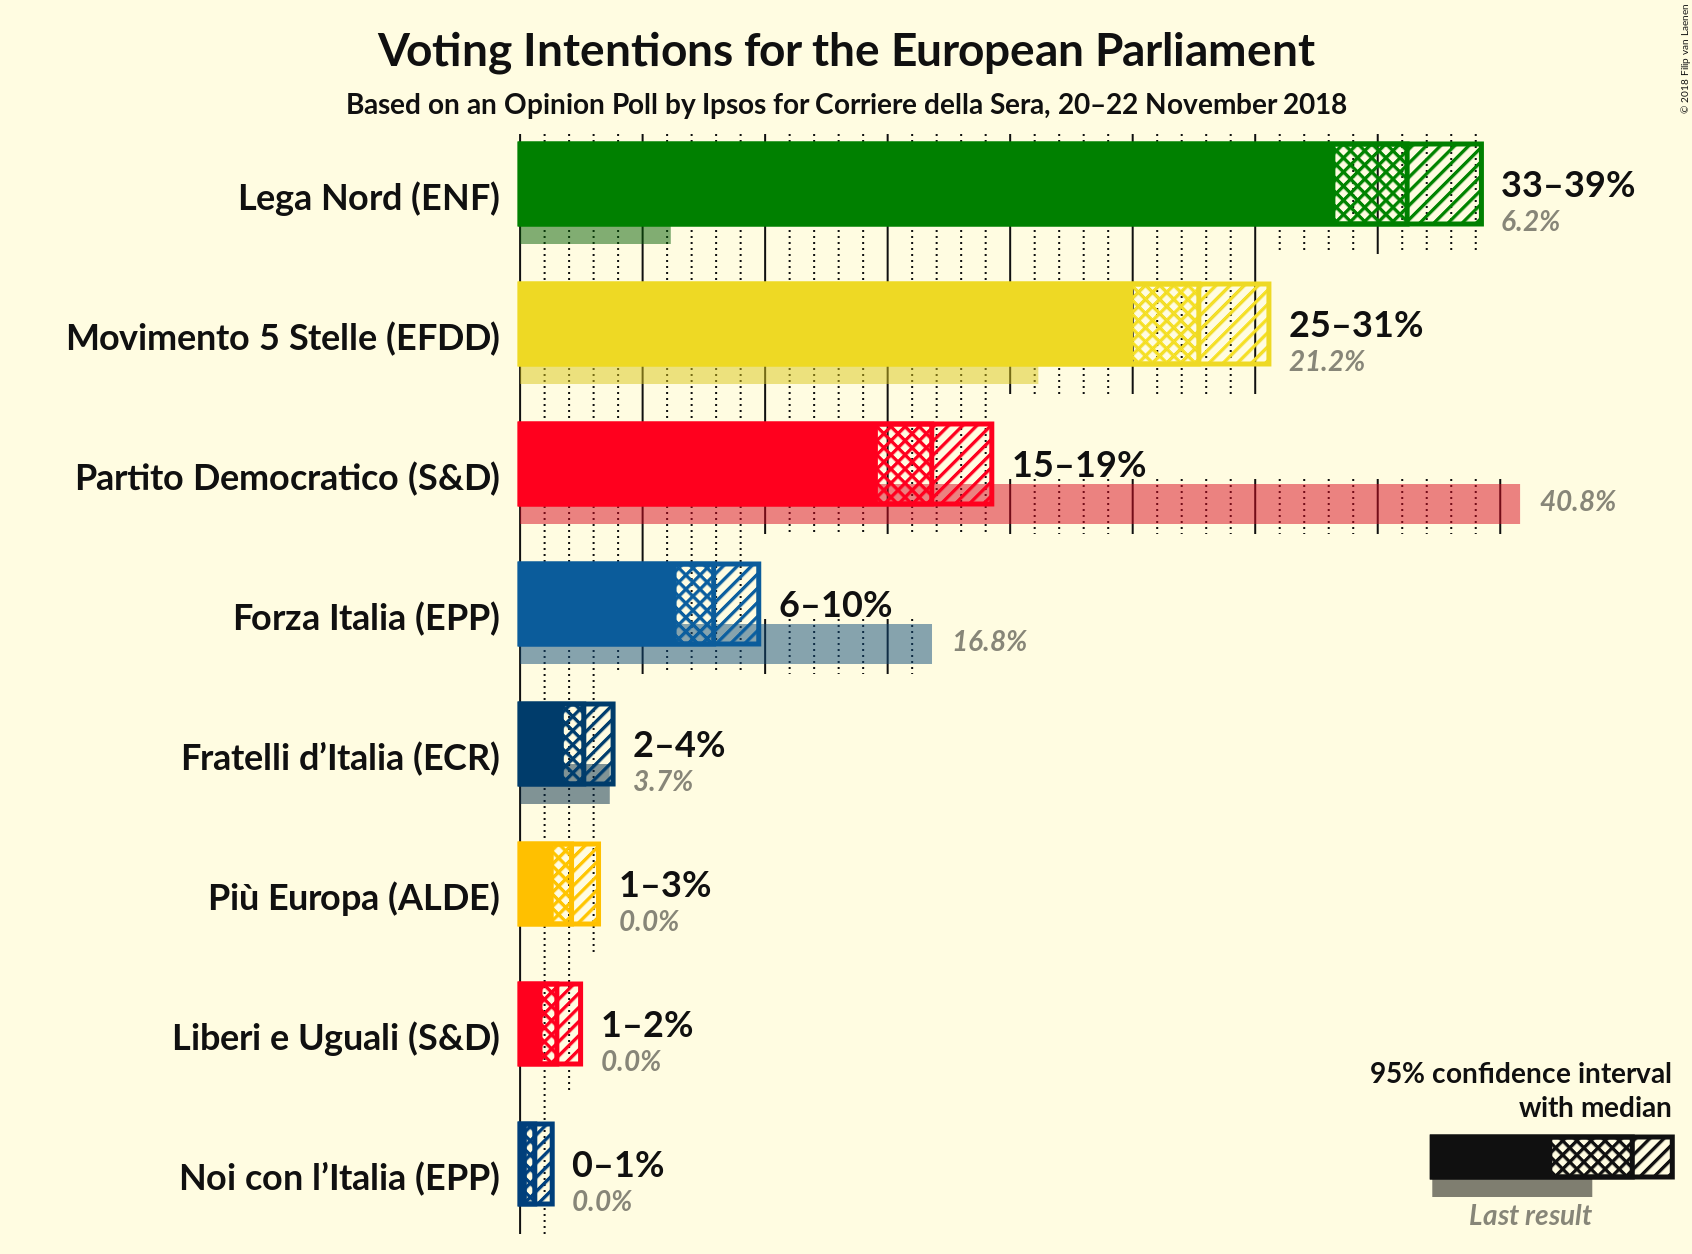 Voting Intentions for the European Parliament
Based on an Opinion Poll by Ipsos for Corriere della Sera, 20–22 November 2018
© 2018 Filip van Laenen
Lega Nord (ENF)
33–39%
6.2%
Movimento 5 Stelle (EFDD)
25–31%
21.2%
Partito Democratico (S&D)
15–19%
40.8%
Forza Italia (EPP)
6–10%
16.8%
Fratelli d’Italia (ECR)
2–4%
3.7%
Più Europa (ALDE)
1–3%
0.0%
Liberi e Uguali (S&D)
1–2%
0.0%
Noi con l’Italia (EPP)
0–1%
0.0%
95% confidence interval
with median
Last result